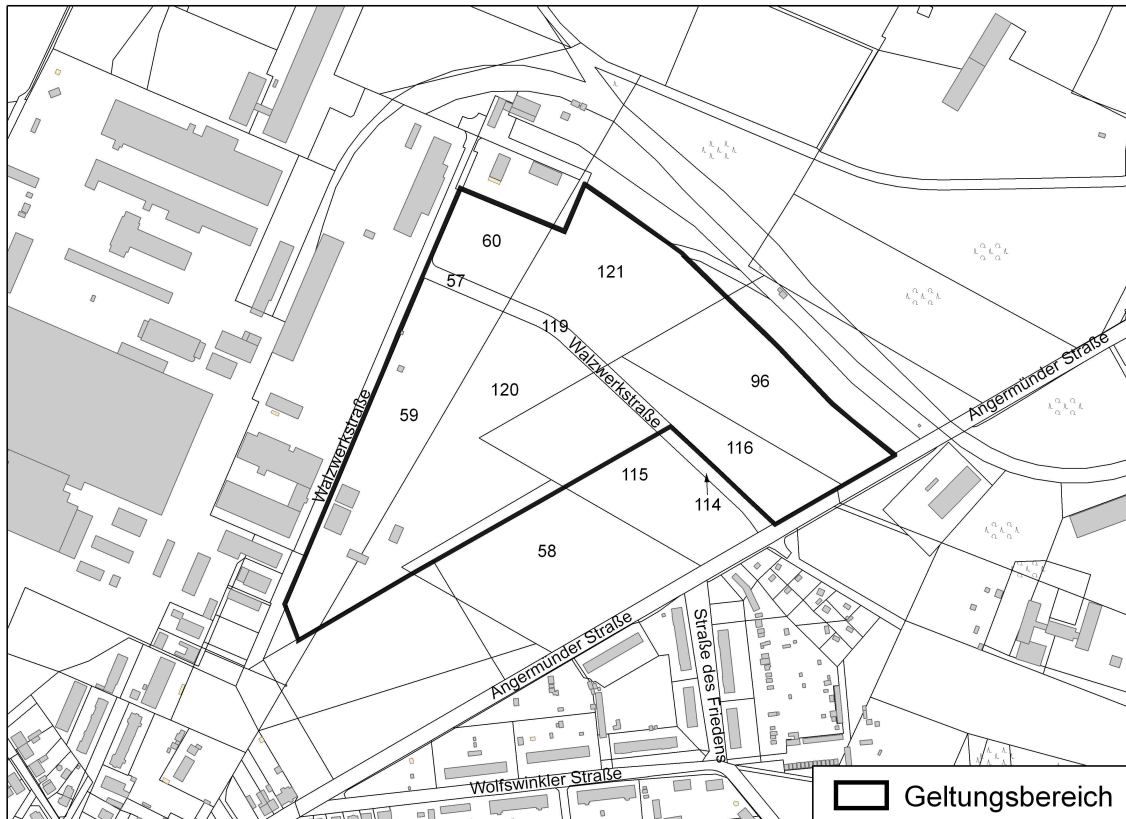 60
121
57
119
Walzwerkstraße
Angermünder Straße
96
120
59
Walzwerkstraße
116
115
114
58
Angermünder Straße
Straße des Friedens
Wolfswinkler Straße
Geltungsbereich